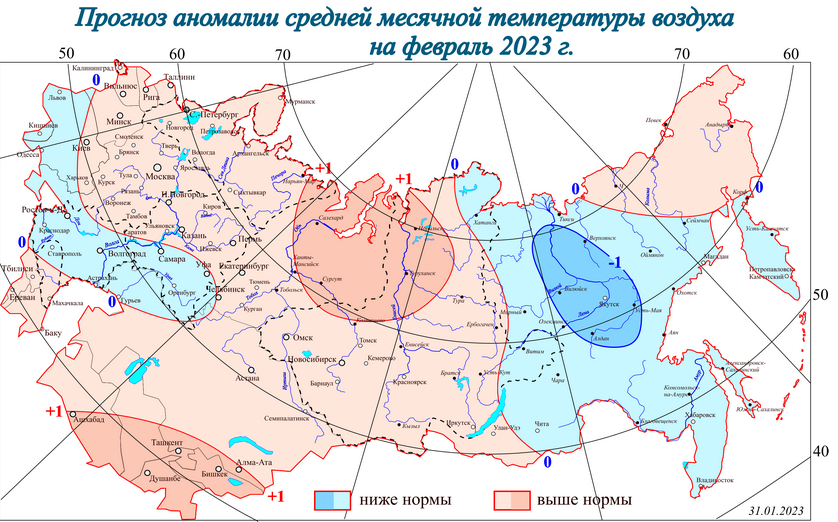 Прогноз аномалии средней месячной температуры воздуха
на февраль 2023 г.
50
60
70
70
60
Калининград
0
Таллинн
Вильнюс
Рига
Мурманск
Львов
С.-Петербург
Минск
Новгород
Петрозаводск
Певек
Анадырь
Кишинев
Смоленск
Киев
Тверь
Вологда
Архангельск
Одесса
Брянск
Ярославль
0
Москва
+1
+1
Харьков
Курск
Тула
Сыктывкар
Нарьян-Мар
0
0
Рязань
Н.Новгород
Воронеж
Киров
Ростов-н-Д
Тамбов
Салехард
Хатанга
Тикси
Сеймчан
Краснодар
Саратов
Ульяновск
Казань
Усть-Камчатск
0
Волгоград
Ижевск
Пермь
Верхоянск
Ставрополь
Самара
Оймякон
Магадан
Тбилиси
Уфа
Екатеринбург
Ханты-
Мансийск
-1
Петропавловск
Камчатский
Астрахань
Оренбург
Челябинск
Тюмень
Сургут
Туруханск
Вилюйск
Ереван
Махачкала
0
Гурьев
Тобольск
Тура
Якутск
Охотск
50
Курган
Мирный
Усть-Мая
Баку
Омск
Томск
Енисейск
Ербогачен
Олекминск
Алдан
Аян
Новосибирск
Кемерово
Витим
Астана
Барнаул
Красноярск
Братск
Усть-Кут
Чара
Александровск-
Сахалинский
Комсомольск
-на-Амуре
+1
Ашхабад
Семипалатинск
Кызыл
Иркутск
Улан-Удэ
Чита
Благовещенск
Хабаровск
Южно-Сахалинск
Ташкент
0
40
Душанбе
Бишкек
Алма-Ата
Владивосток
+1
ниже нормы
выше нормы
31.01.2023